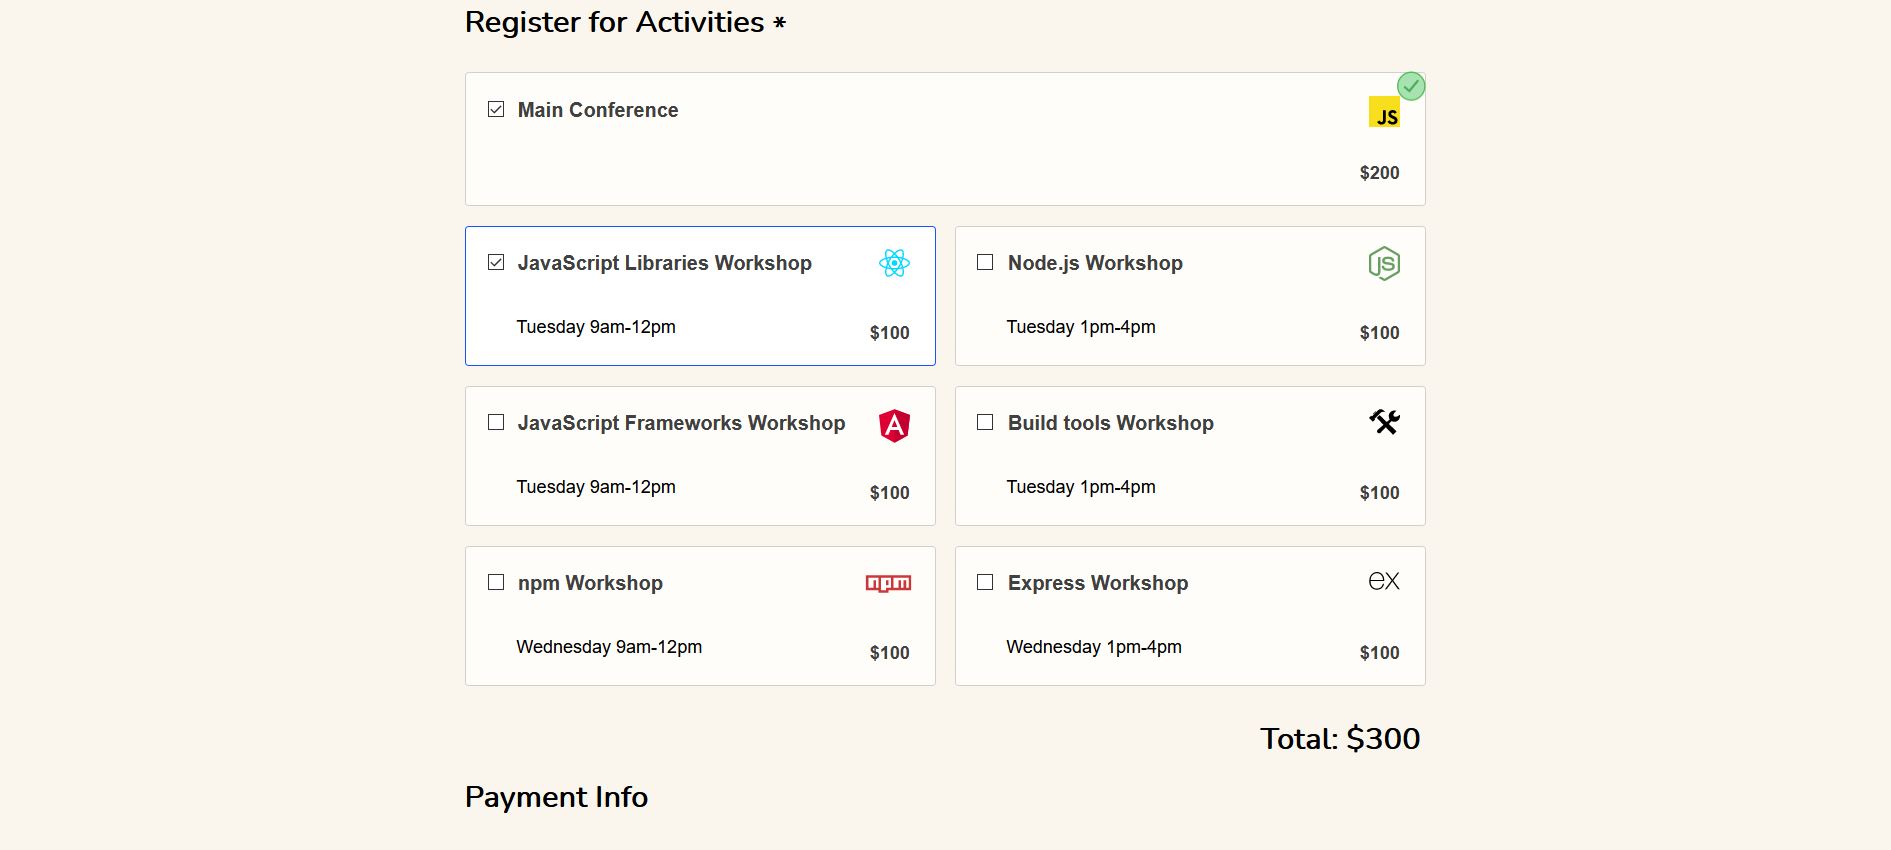 Register for Activities *
Main Conference
JS
$200
JavaScript Libraries Workshop
Tuesday 9am-12pm
$100
Node.js Workshop
JS
Tuesday 1pm-4pm
$100
JavaScript Frameworks Workshop
A
Tuesday 9am-12pm
$100
Build tools Workshop
Tuesday 1pm-4pm
$100
npm Workshop
npm
Wednesday 9am-12pm
$100
Express Workshop
ex
Wednesday 1pm-4pm
$100
Total: $300
Payment Info